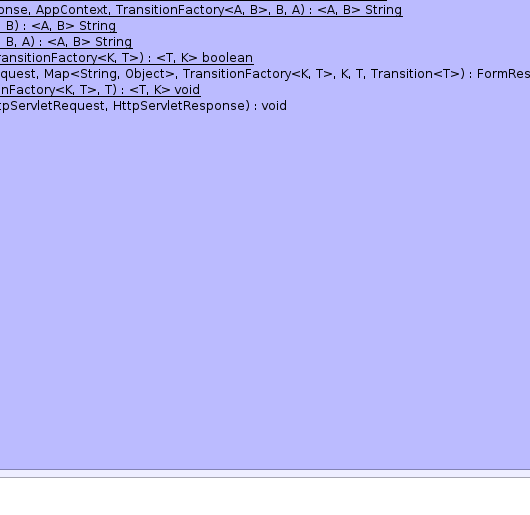 onse, AppContext, TransitionFactory<A, B>, B, A) : <A, B> String
B) : <A, B> String
B, A) : <A, B> String
ransitionFactory<K, T>) : <T, K> boolean
quest, Map<String, Object>, TransitionFactory<K, T>, K, T, Transition<T>) : FormRes
nFactory<K, T>, T) : <T, K> void
tpServletRequest, HttpServletResponse) : void